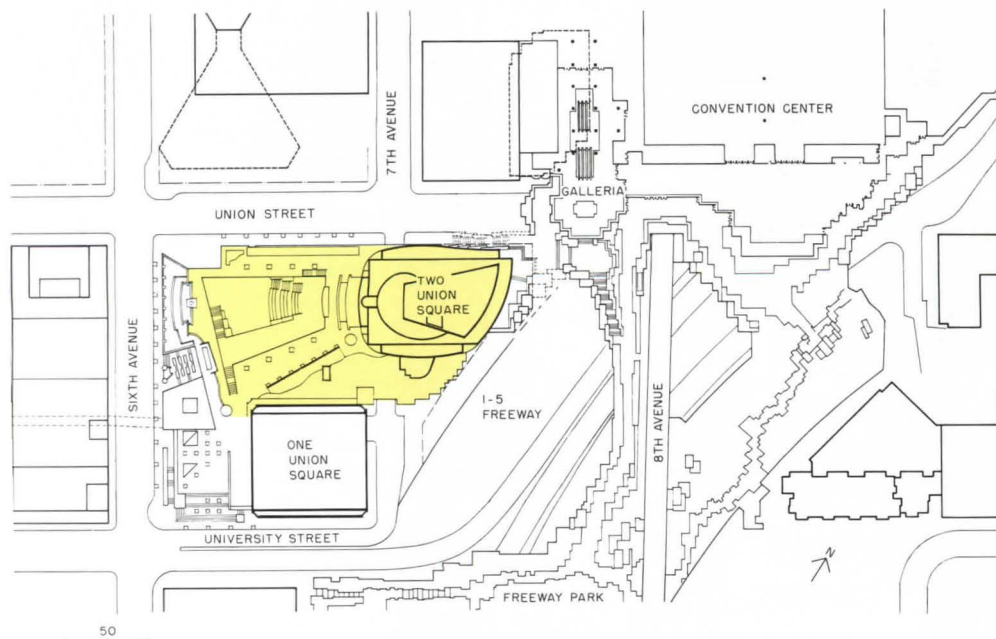 7TH AVENUE
CONVENTION CENTER
GALLERIA
UNION STREET
TWO
UNION
SQUARE
SIXTH AVENUE
I-5
FREEWAY
8TH AVENUE
ONE
UNION
SQUARE
UNIVERSITY STREET
N
FREEWAY PARK
50